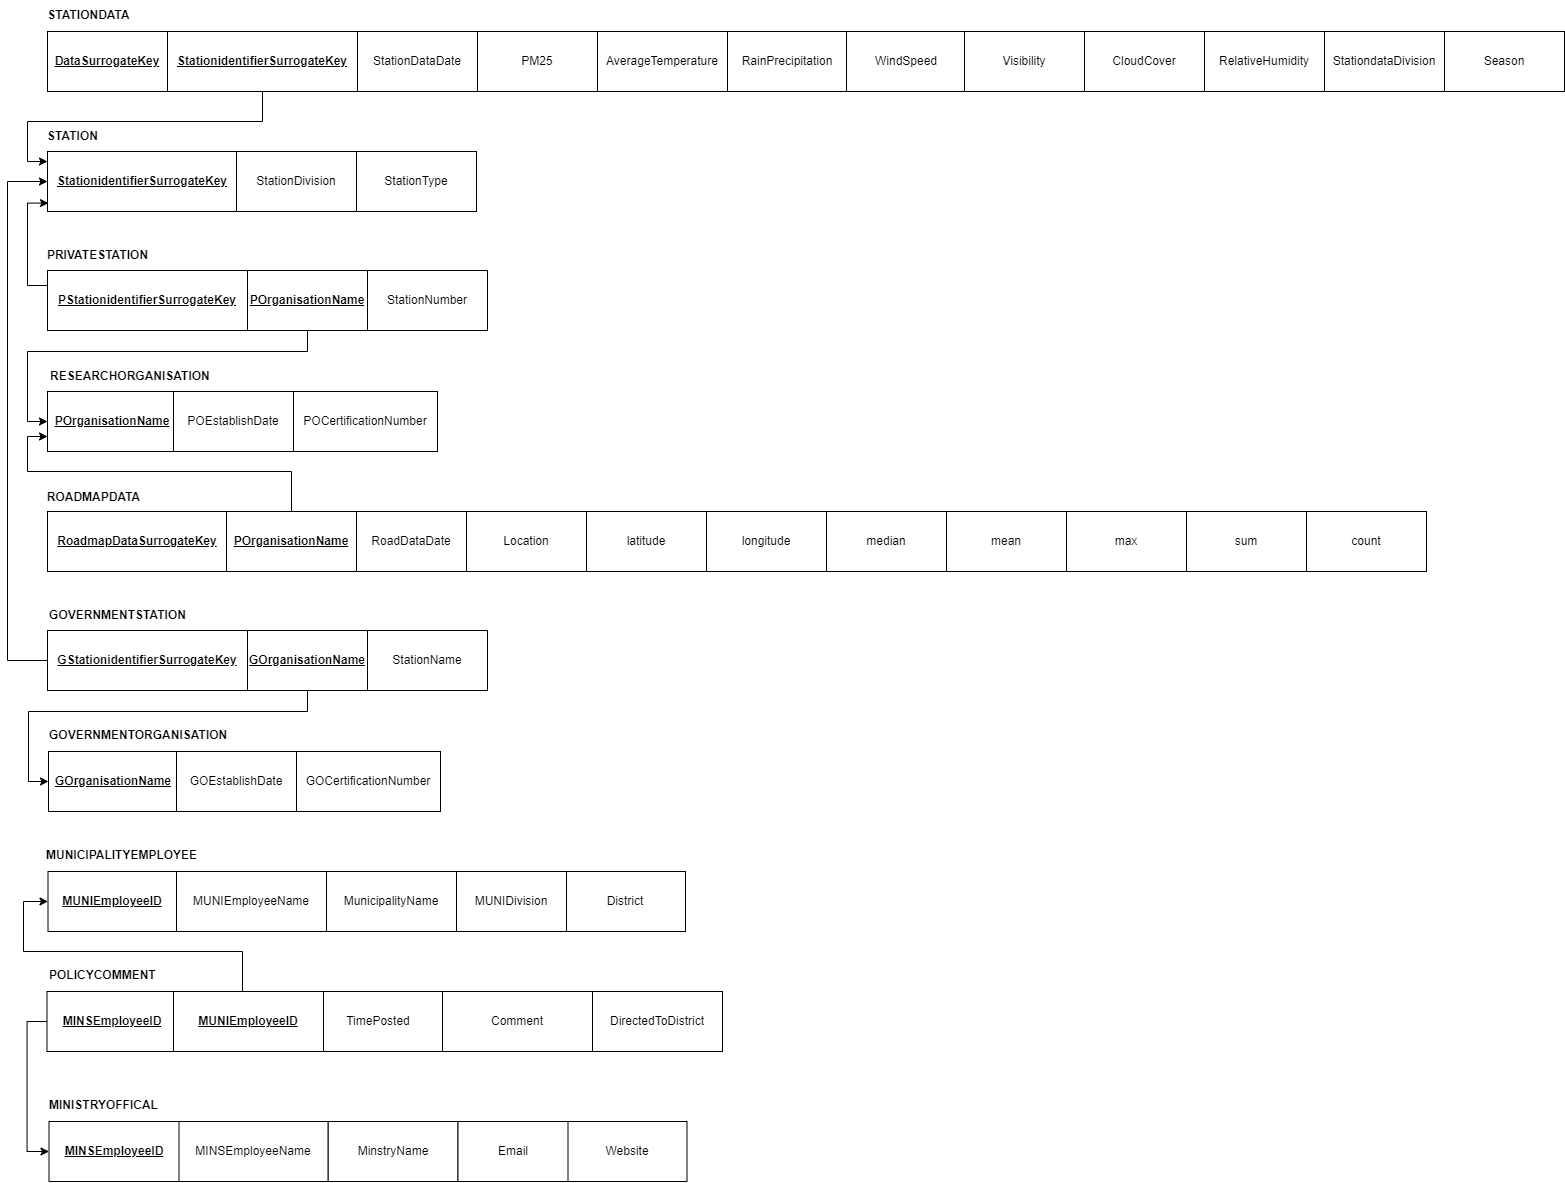 STATIONDATA
DataSurrogateKey StationidentifierSurrogateKey StationDataDate PM25 AverageTemperature RainPrecipitation WindSpeed Visibility CloudCover RelativeHumidity StationdataDivision Season
STATION
StationidentifierSurrogateKey StationDivision StationType
PRIVATESTATION
PStationidentifierSurrogateKey POrganisationName StationNumber
RESEARCHORGANISATION
POrganisationName POEstablishDate POCertificationNumber
ROADMAPDATA
RoadmapDataSurrogateKey POrganisationName RoadDataDate Location latitude longitude median mean max sum count
GOVERNMENTSTATION
GStationidentifierSurrogateKey GOrganisationName StationName
GOVERNMENTORGANISATION
GOrganisationName GOEstablishDate GOCertificationNumber
MUNICIPALITYEMPLOYEE
MUNIEmployeeID MUNIEmployeeName MunicipalityName MUNIDivision District
POLICYCOMMENT
MINSEmployeeID MUNIEmployeeID TimePosted Comment DirectedToDistrict
MINISTRYOFFICAL
MINSEmployeeID MINSEmployeeName MinstryName Email Website